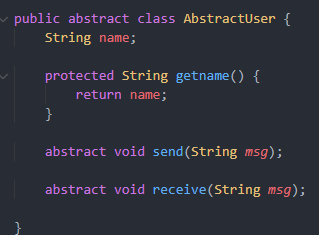 public abstract class AbstractUser {
    String name;
    protected String getname() {
        return name;
    }
    abstract void send(String msg);
    abstract void receive(String msg);
}